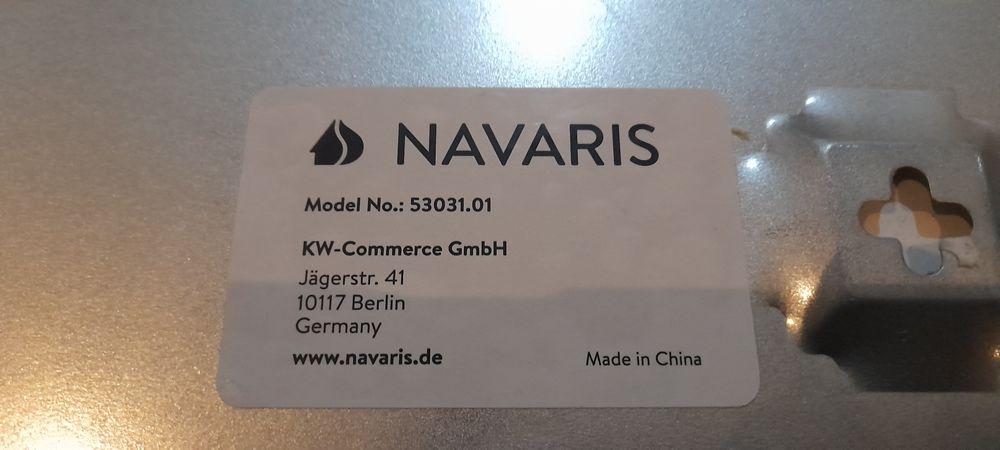 NAVARIS
Model No.: 53031.01
KW-Commerce GmbH
Jägerstr. 41
10117 Berlin
Germany
www.navaris.de
Made in China